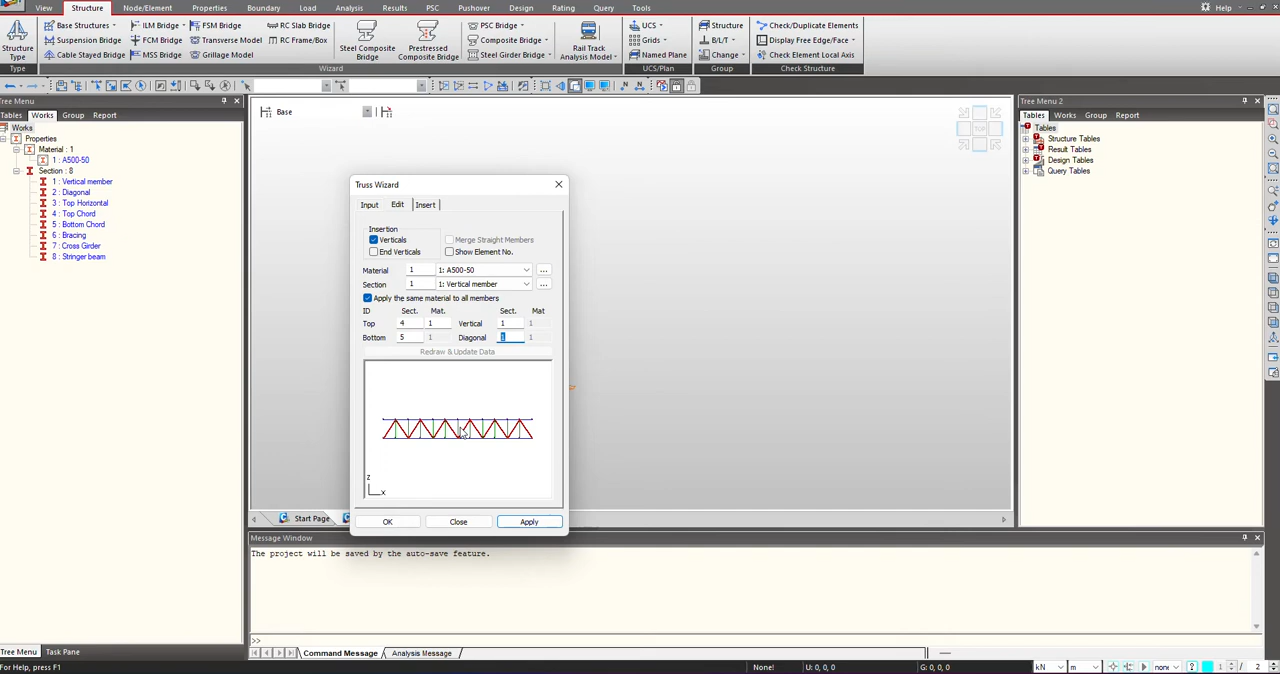 View Structure Node/Element Properties Boundary Load Analysis Results PSC Pushover Design Rating Query Tools Help
Structure Type
Base Structures
Suspension Bridge
Cable Stayed Bridge
ILM Bridge
FCM Bridge
MSS Bridge
FSM Bridge
Transverse Model
Grillage Model
RC Slab Bridge
RC Frame/Box
Steel Composite Bridge
Prestressed Composite Bridge
PSC Bridge
Composite Bridge
Steel Girder Bridge
Rail Track Analysis Model
UCS
Grids
Named Plane
Structure
B/L/T
Change
Check/Duplicate Elements
Display Free Edge/Face
Check Element Local Axis
Type Wizard UCS/Plan Group Check Structure
Tree Menu
Tables Works Group Report
Works
Properties
Material : 1
1 : A500-50
Section : 8
1 : Vertical member
2 : Diagonal
3 : Top Horizontal
4 : Top Chord
5 : Bottom Chord
6 : Bracing
7 : Cross Girder
8 : Stringer beam
Tree Menu Task Pane
Base
TOP
Truss Wizard
Input Edit Insert
Insertion
Verticals
End Verticals
Merge Straight Members
Show Element No.
Material 1 1: A500-50 ...
Section 1 1: Vertical member ...
Apply the same material to all members
ID Sect. Mat. Sect. Mat
Top 4 1 Vertical 1 1
Bottom 5 1 Diagonal 1 1
Redraw & Update Data
z
x
OK Close Apply
Start Page
Message Window
The project will be saved by the auto-save feature.
>>
Command Message Analysis Message
Tree Menu 2
Tables Works Group Report
Tables
Structure Tables
Result Tables
Design Tables
Query Tables
For Help, press F1 None! U: 0, 0, 0 G: 0, 0, 0 kN m none ? 1 / 2